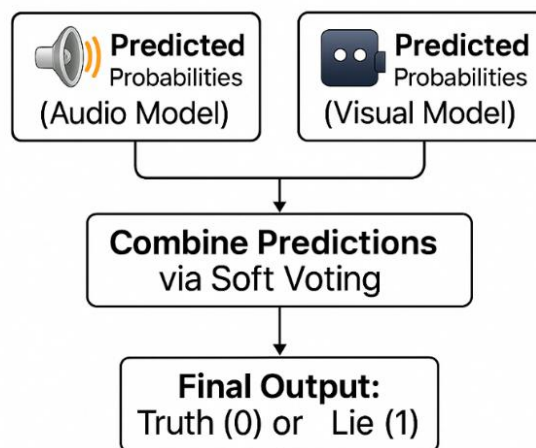 Predicted
Probabilities
(Audio Model)
Predicted
Probabilities
(Visual Model)
Combine Predictions
via Soft Voting
Final Output:
Truth (0) or Lie (1)